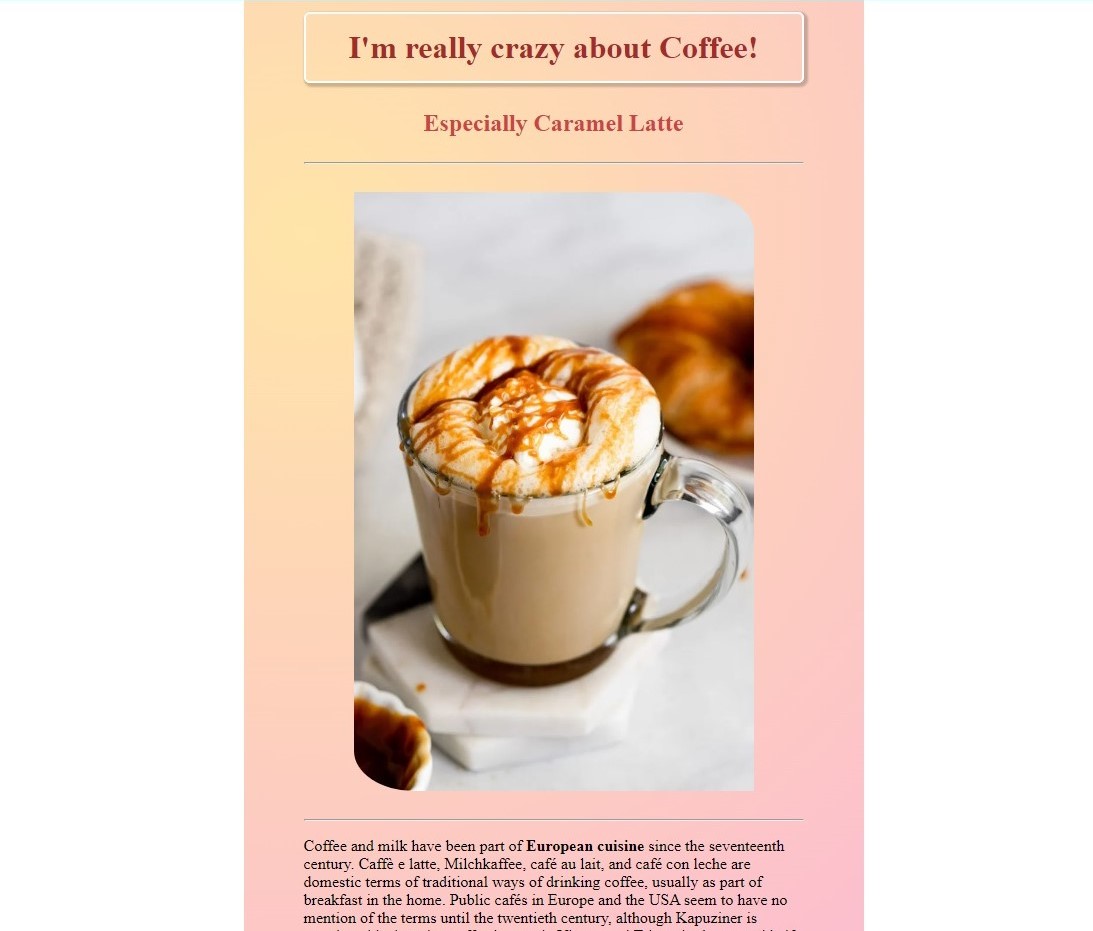 I'm really crazy about Coffee!
Especially Caramel Latte
Coffee and milk have been part of European cuisine since the seventeenth
century. Caffè e latte, Milchkaffee, café au lait, and café con leche are
domestic terms of traditional ways of drinking coffee, usually as part of
breakfast in the home. Public cafés in Europe and the USA seem to have no
mention of the terms until the twentieth century, although Kapuziner is